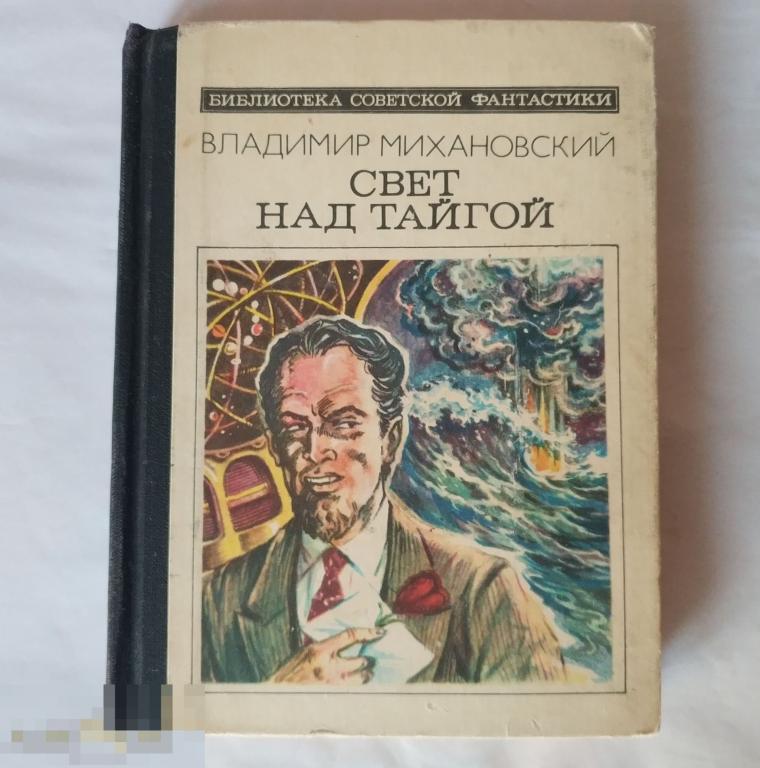 БИБЛИОТЕКА СОВЕТСКОЙ ФАНТАСТИКИ
ВЛАДИМИР МИХАНОВСКИЙ
СВЕТ
НАД ТАЙГОЙ